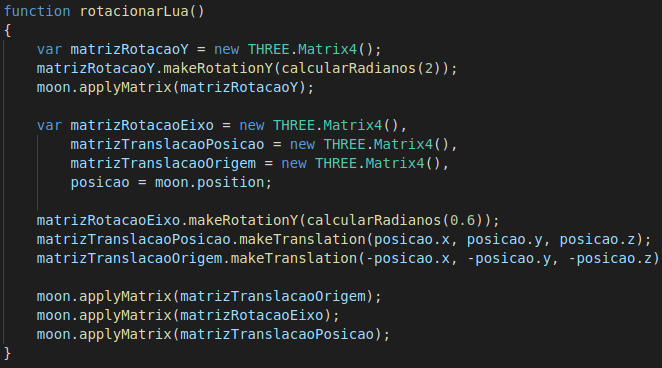 function rotacionarLua()
{
    var matrizRotacaoY = new THREE.Matrix4();
    matrizRotacaoY.makeRotationY(calcularRadianos(2));
    moon.applyMatrix(matrizRotacaoY);

    var matrizRotacaoEixo = new THREE.Matrix4(),
        matrizTranslacaoPosicao = new THREE.Matrix4(),
        matrizTranslacaoOrigem = new THREE.Matrix4(),
        posicao = moon.position;

    matrizRotacaoEixo.makeRotationY(calcularRadianos(0.6));
    matrizTranslacaoPosicao.makeTranslation(posicao.x, posicao.y, posicao.z);
    matrizTranslacaoOrigem.makeTranslation(-posicao.x, -posicao.y, -posicao.z)

    moon.applyMatrix(matrizTranslacaoOrigem);
    moon.applyMatrix(matrizRotacaoEixo);
    moon.applyMatrix(matrizTranslacaoPosicao);
}